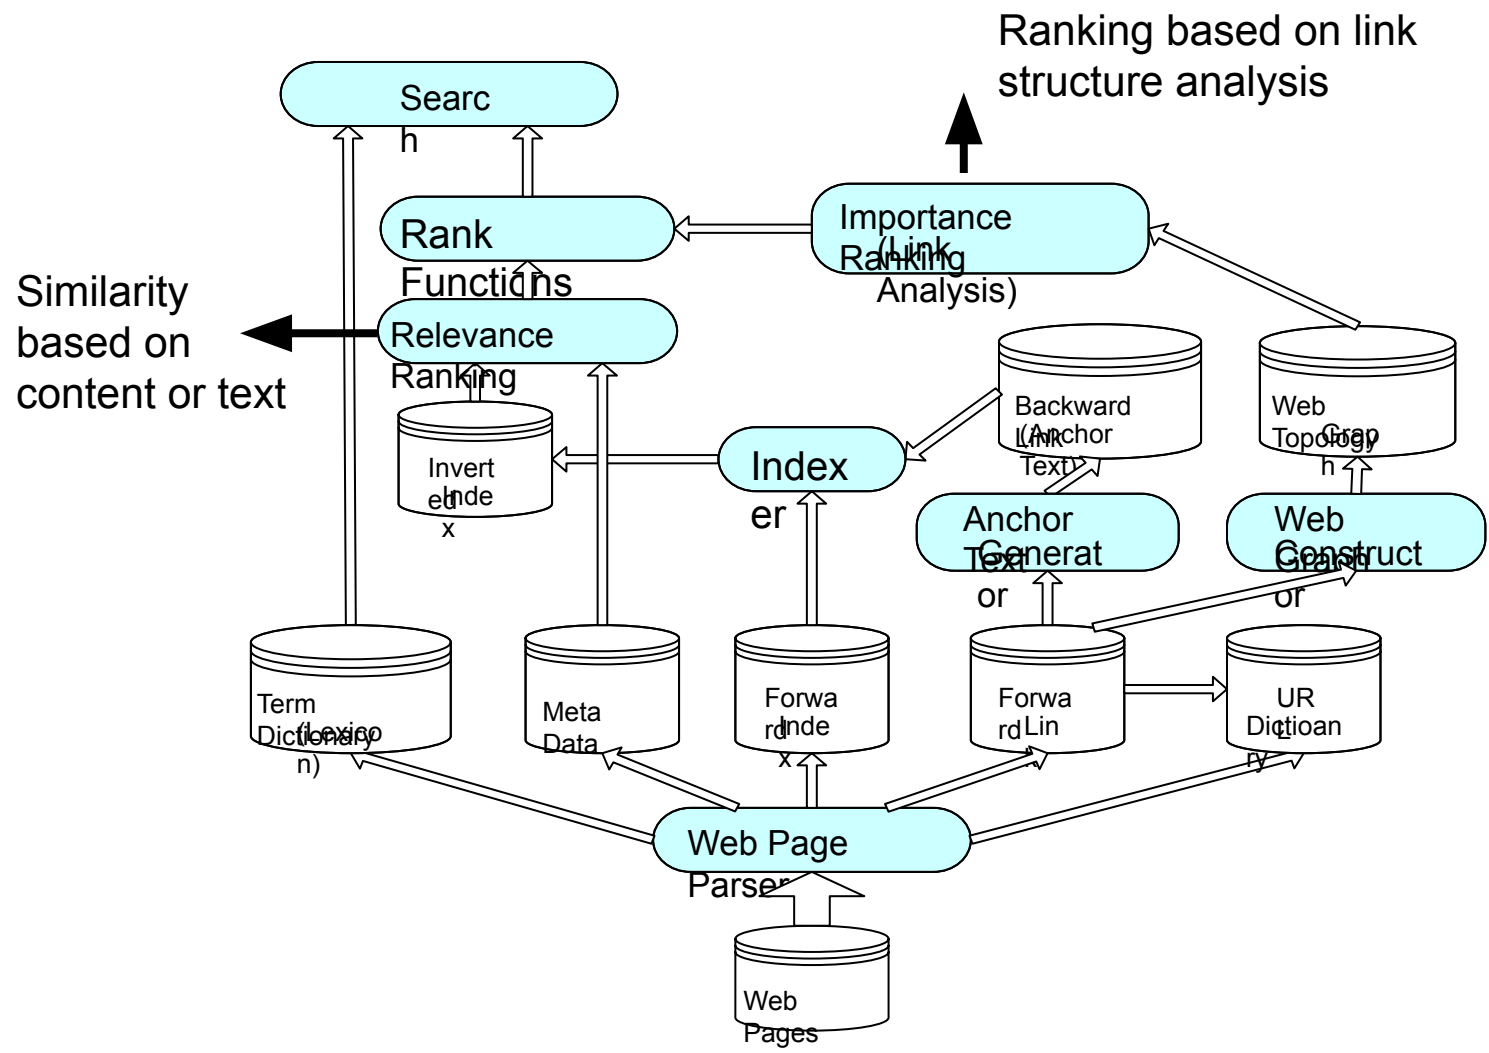 Ranking based on link
structure analysis
Searc
h
Importance
Ranking
(Link
Analysis)
Rank
Functions
Similarity
based on
content or text
Relevance
Ranking
Backward
Link
(Anchor
Text)
Web
Topology
Grap
h
Invert
ed
Inde
x
Index
er
Anchor
Text
Generat
or
Web
Graph
Construct
or
Term
Dictionary
(Lexico
n)
Meta
Data
Forwa
rd
Inde
x
Forwa
rd
Lin
k
UR
L
Dictioan
ry
Web Page
Parser
Web
Pages